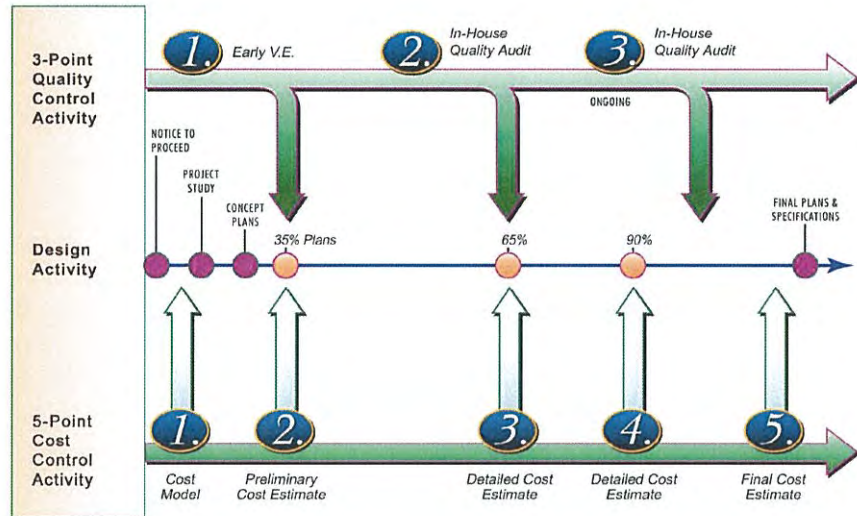 3-Point
Quality
Control
Activity
1.
Early V.E.
2.
In-House
Quality Audit
3.
In-House
Quality Audit
ONGOING
NOTICE TO
PROCEED
PROJECT
STUDY
CONCEPT
PLANS
35% Plans
65%
90%
FINAL PLANS &
SPECIFICATIONS
Design
Activity
5-Point
Cost
Control
Activity
1.
Cost
Model
2.
Preliminary
Cost Estimate
3.
Detailed Cost
Estimate
4.
Detailed Cost
Estimate
5.
Final Cost
Estimate